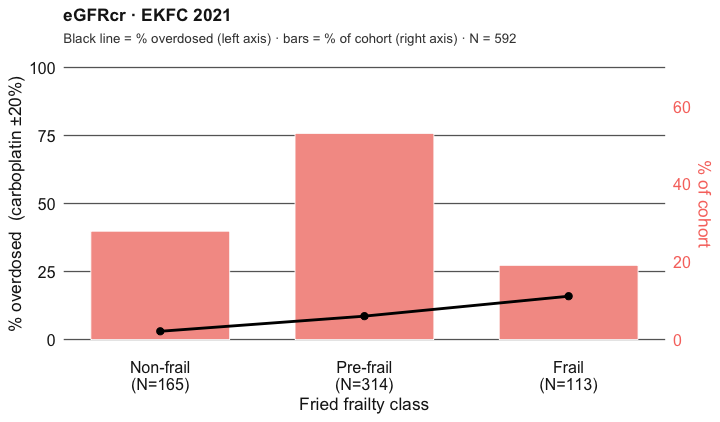 eGFRcr · EKFC 2021
Black line = % overdosed (left axis) · bars = % of cohort (right axis) · N = 592
% overdosed  (carboplatin ±20%)
100
75
50
25
0
60
40
20
0
% of cohort
Non-frail
(N=165)
Pre-frail
(N=314)
Frail
(N=113)
Fried frailty class